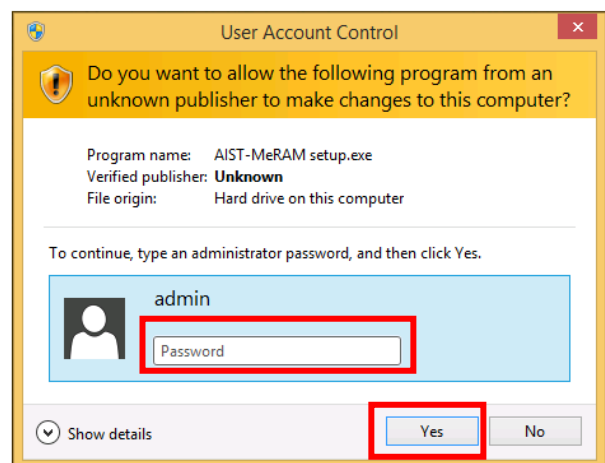 User Account Control
Do you want to allow the following program from an
unknown publisher to make changes to this computer?
Program name: AIST-MeRAM setup.exe
Verified publisher: Unknown
File origin: Hard drive on this computer
To continue, type an administrator password, and then click Yes.
admin
Password
Show details Yes No